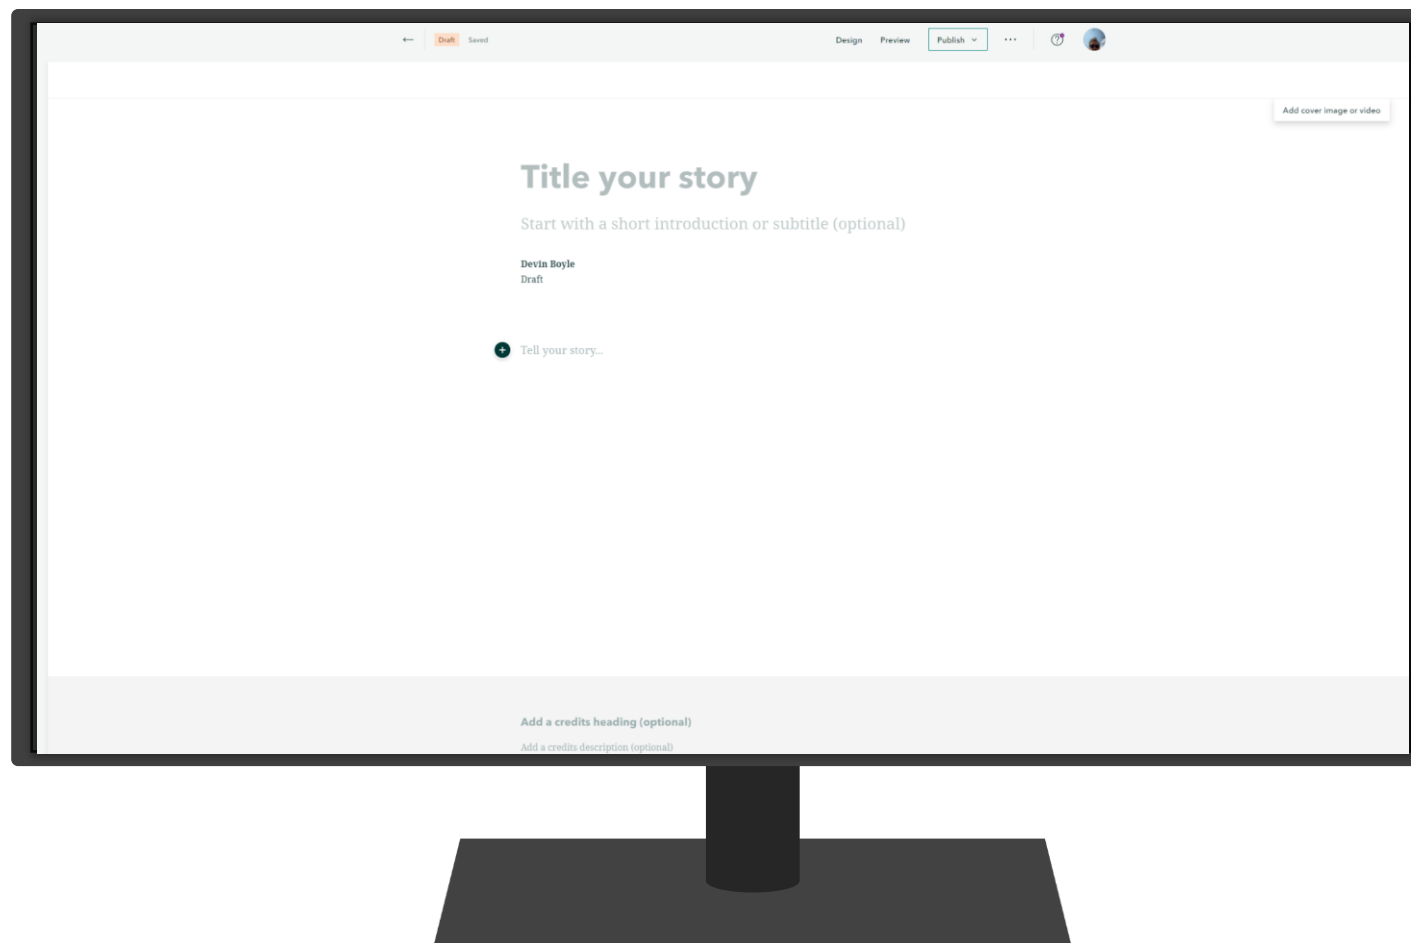 Draft Saved Design Preview Publish
Add cover image or video
Title your story
Start with a short introduction or subtitle (optional)
Devin Boyle
Draft
Tell your story...
Add a credits heading (optional)
Add a credits description (optional)